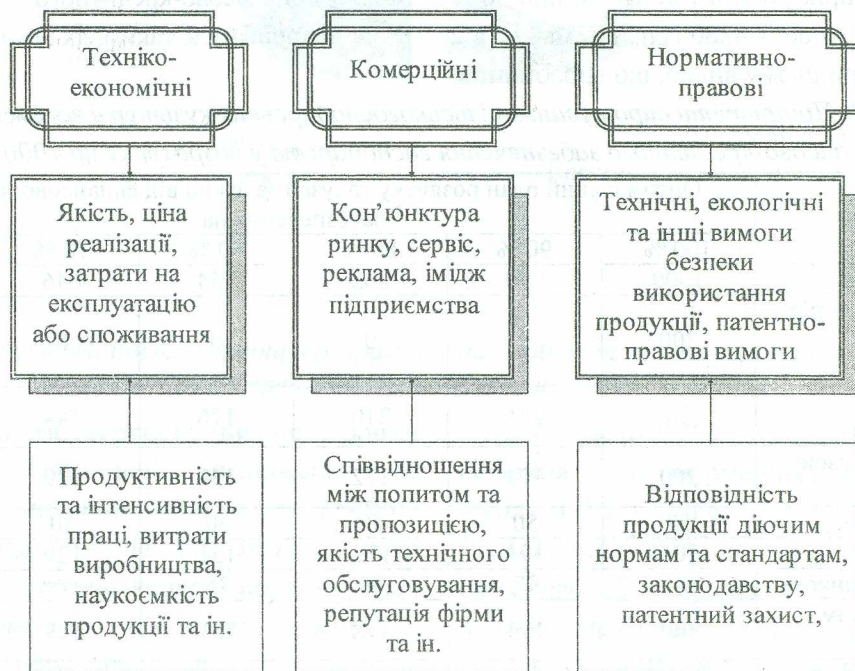 Техніко-
економічні
Комерційні
Нормативно-
правові
Якість, ціна
реалізації,
затрати на
експлуатацію
або споживання
Кон’юнктура
ринку, сервіс,
реклама, імідж
підприємства
Технічні, екологічні
та інші вимоги
безпеки
використання
продукції, патентно-
правові вимоги
Продуктивність
та інтенсивність
праці, витрати
виробництва,
наукоємкість
продукції та ін.
Співвідношення
між попитом та
пропозицією,
якість технічного
обслуговування,
репутація фірми
та ін.
Відповідність
продукції діючим
нормам та стандартам,
законодавству,
патентний захист,